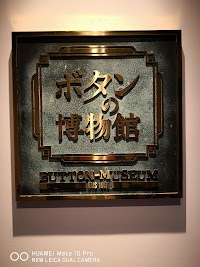 ボタン
の
博物館
BUTTON-MUSEUM
HUAWEI Mate 10 Pro
NEW LEICA DUAL CAMERA